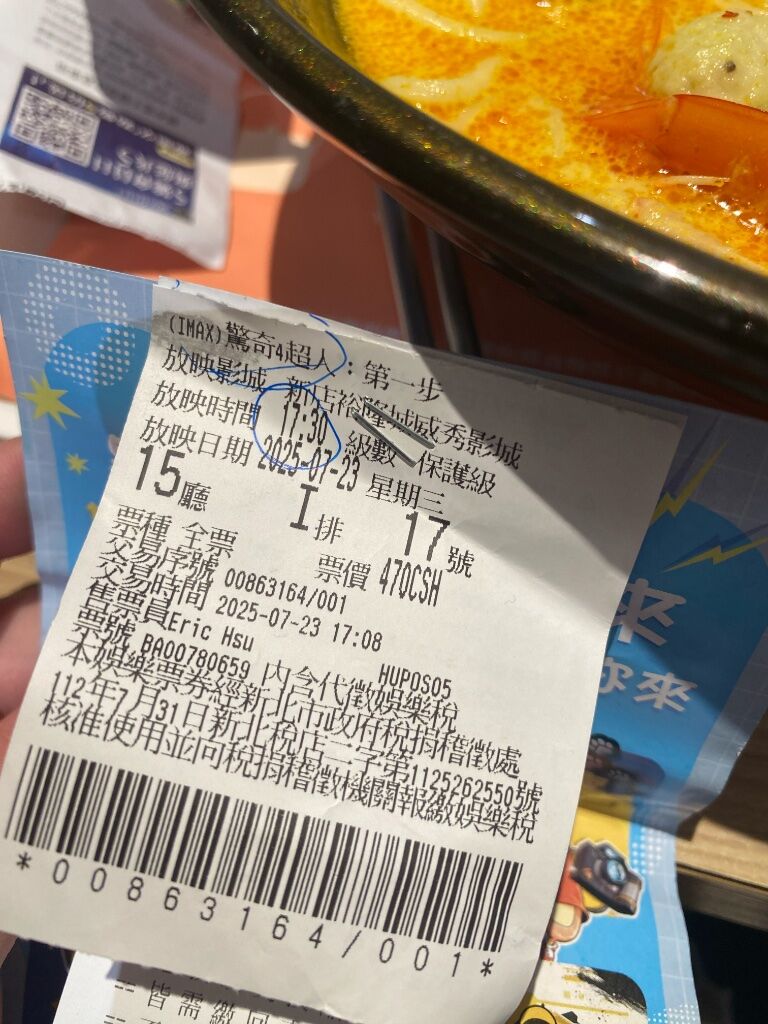 (IMAX)驚奇4超人：第一步
放映影城 新店裕隆城威秀影城
放映時間 17:30 級數 保護級
放映日期 2025-07-23 星期三
15廳 I排 17號
票種 全票 票價 470CSH
交易序號 00863164/001
交易時間 2025-07-23 17:08
售票員Eric Hsu HUPOS05
票號 BA00780659 內含代徵娛樂稅
本娛樂票券經新北市政府稅捐稽徵處
112年7月31日新北稅店二字第1125262550號
核准使用並向稅捐稽徵機關報繳娛樂稅
*00863164/001*
來
你來
皆需繳回